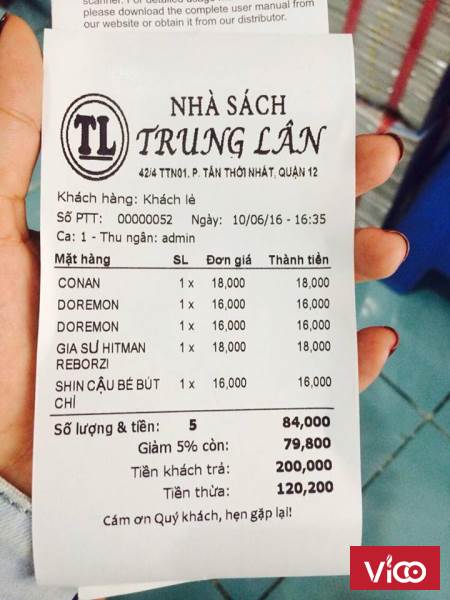 scanner. For detailed usage
please download the complete user manual from
our website or obtain it from our distributor.
TL
NHÀ SÁCH
TRUNG LÂN
42/4 TTN01. P. TÂN THỚI NHẤT, QUẬN 12
Khách hàng: Khách lẻ
Số PTT: 00000052 Ngày: 10/06/16 - 16:35
Ca: 1 - Thu ngân: admin
Mặt hàng SL Đơn giá Thành tiền
CONAN 1 x 18,000 18,000
DOREMON 1 x 16,000 16,000
DOREMON 1 x 16,000 16,000
GIA SƯ HITMAN 1 x 18,000 18,000
REBORZI
SHIN CẬU BÉ BÚT 1 x 16,000 16,000
CHÌ
Số lượng & tiền: 5 84,000
Giảm 5% còn: 79,800
Tiền khách trả: 200,000
Tiền thừa: 120,200
Cám ơn Quý khách, hẹn gặp lại!
VICO